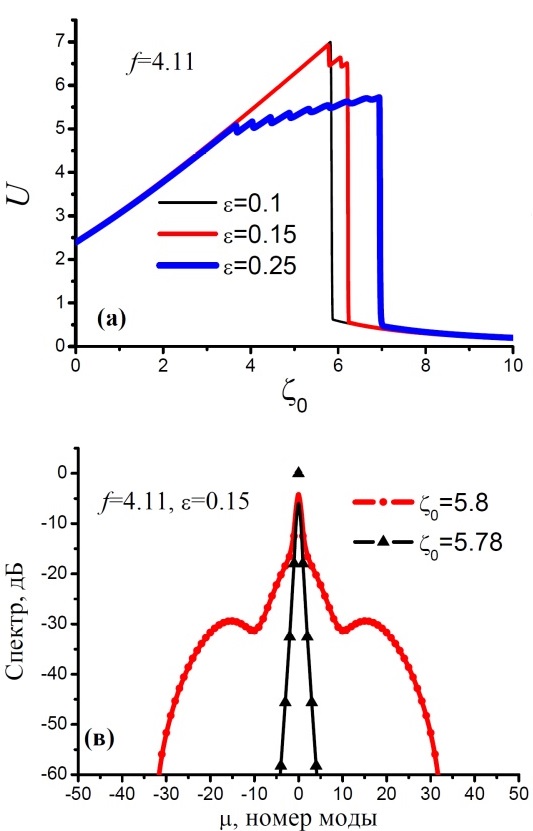 f=4.11
U
7
6
5
4
3
2
1
0
ε=0.1
ε=0.15
ε=0.25
(а)
0 2 4 6 8 10
ζ₀
f=4.11, ε=0.15
ζ₀=5.8
ζ₀=5.78
Спектр, дБ
0
-10
-20
-30
-40
-50
-60
(в)
-50 -40 -30 -20 -10 0 10 20 30 40 50
μ, номер моды